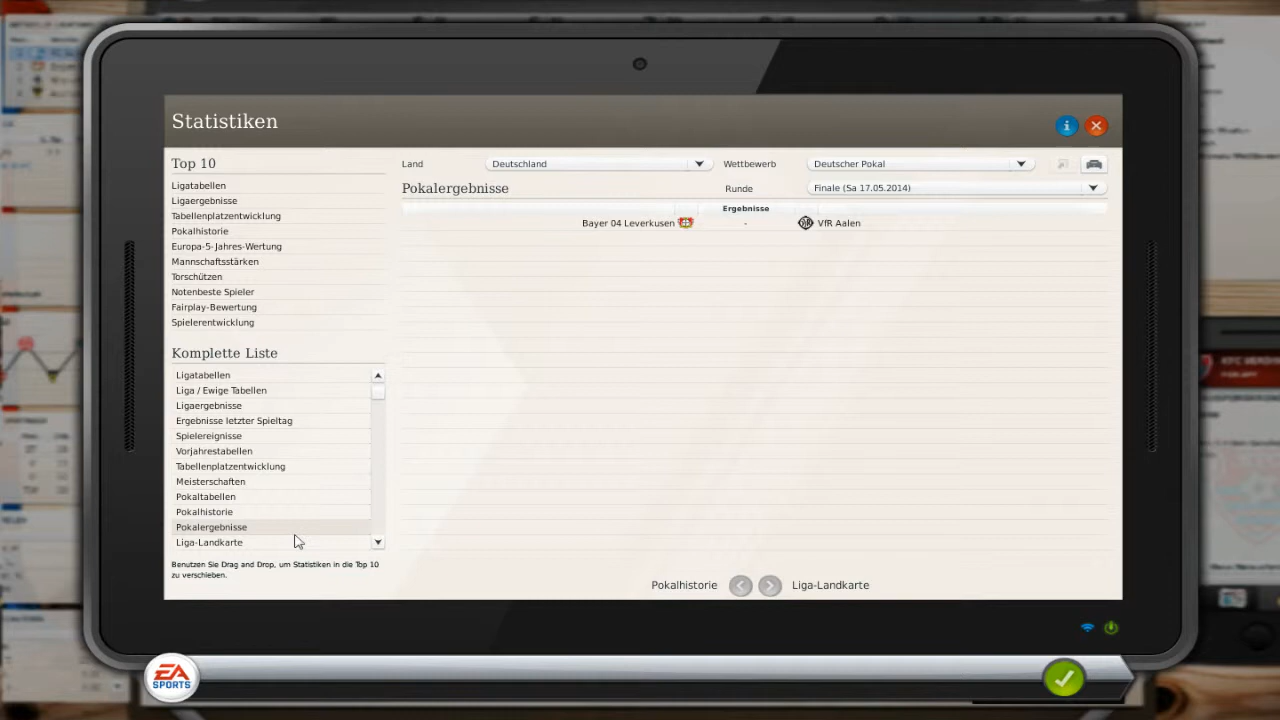 Statistiken
Top 10
Ligatabellen
Ligaergebnisse
Tabellenplatzentwicklung
Pokalhistorie
Europa-5-Jahres-Wertung
Mannschaftsstärken
Torschützen
Notenbeste Spieler
Fairplay-Bewertung
Spielerentwicklung
Komplette Liste
Ligatabellen
Liga / Ewige Tabellen
Ligaergebnisse
Ergebnisse letzter Spieltag
Spielereignisse
Vorjahrestabellen
Tabellenplatzentwicklung
Meisterschaften
Pokaltabellen
Pokalhistorie
Pokalergebnisse
Liga-Landkarte
Benutzen Sie Drag and Drop, um Statistiken in die Top 10
zu verschieben.
Land Deutschland Wettbewerb Deutscher Pokal
Pokalergebnisse Runde Finale (Sa 17.05.2014)
Ergebnisse
Bayer 04 Leverkusen - VfR Aalen
Pokalhistorie Liga-Landkarte
EA
SPORTS